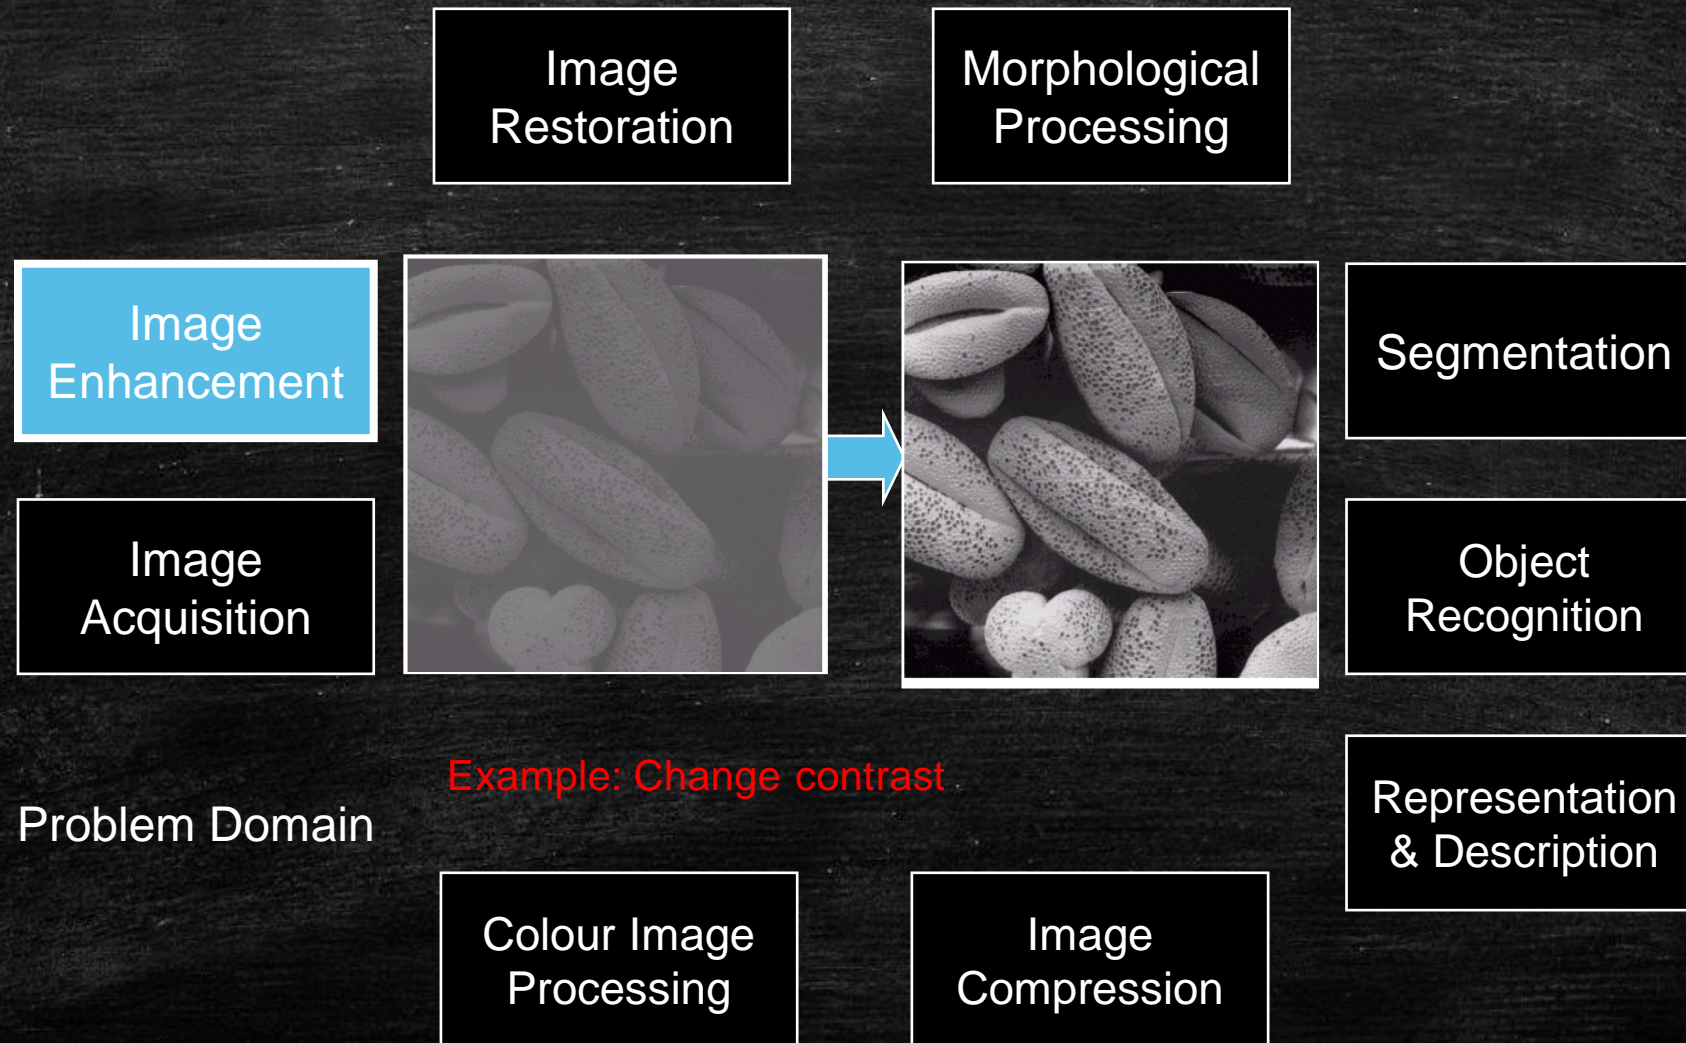 Image
Restoration
Morphological
Processing
Image
Enhancement
Segmentation
Image
Acquisition
Object
Recognition
Example: Change contrast
Problem Domain
Representation
& Description
Colour Image
Processing
Image
Compression